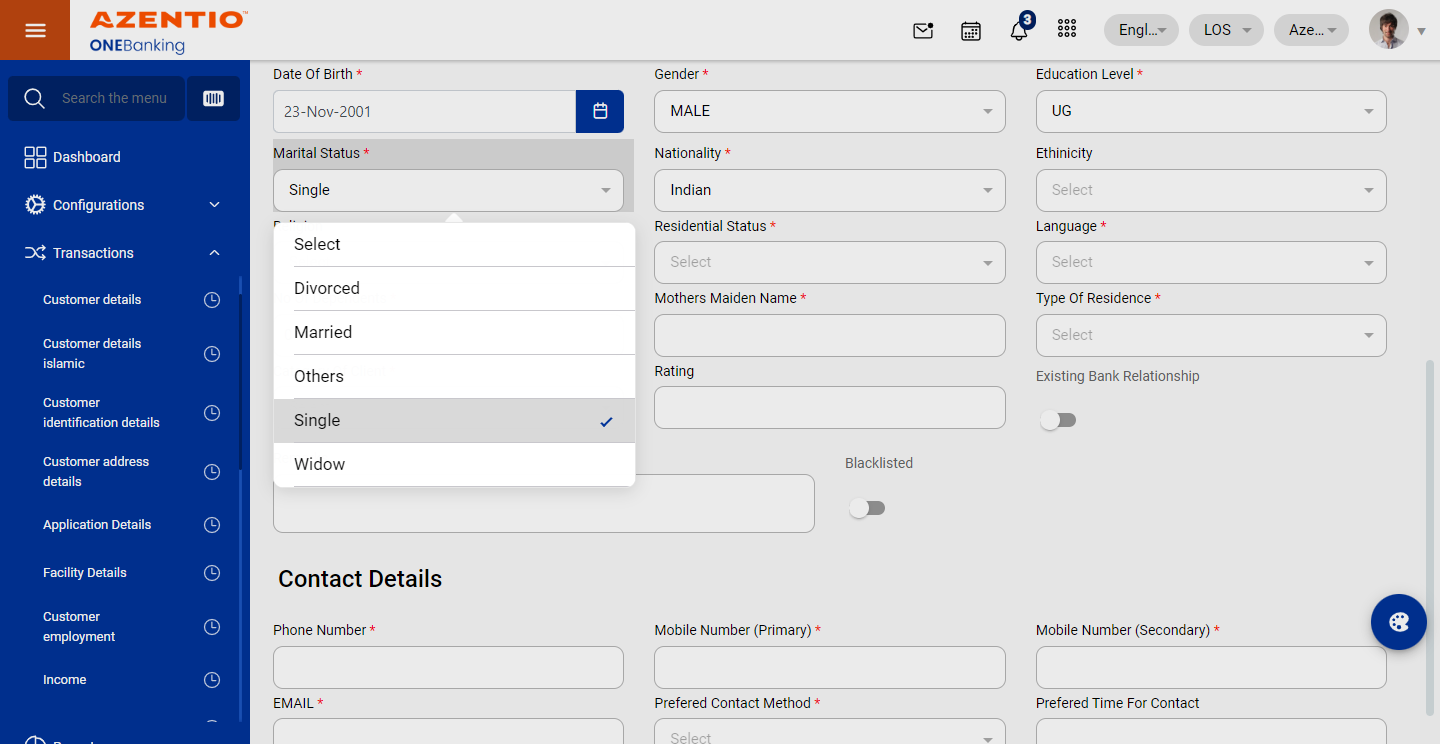 AZENTIO™
ONEBanking
3
Engl...
LOS
Aze...
Search the menu
Dashboard
Configurations
Transactions
Customer details
Customer details
islamic
Customer
identification details
Customer address
details
Application Details
Facility Details
Customer
employment
Income
Date Of Birth *
Gender *
Education Level *
23-Nov-2001
MALE
UG
Marital Status *
Nationality *
Ethinicity
Single
Indian
Select
Residential Status *
Language *
Select
Select
Select
Divorced
Married
Others
Single
Widow
Mothers Maiden Name *
Type Of Residence *
Select
Rating
Existing Bank Relationship
Blacklisted
Contact Details
Phone Number *
Mobile Number (Primary) *
Mobile Number (Secondary) *
EMAIL *
Prefered Contact Method *
Prefered Time For Contact
Select